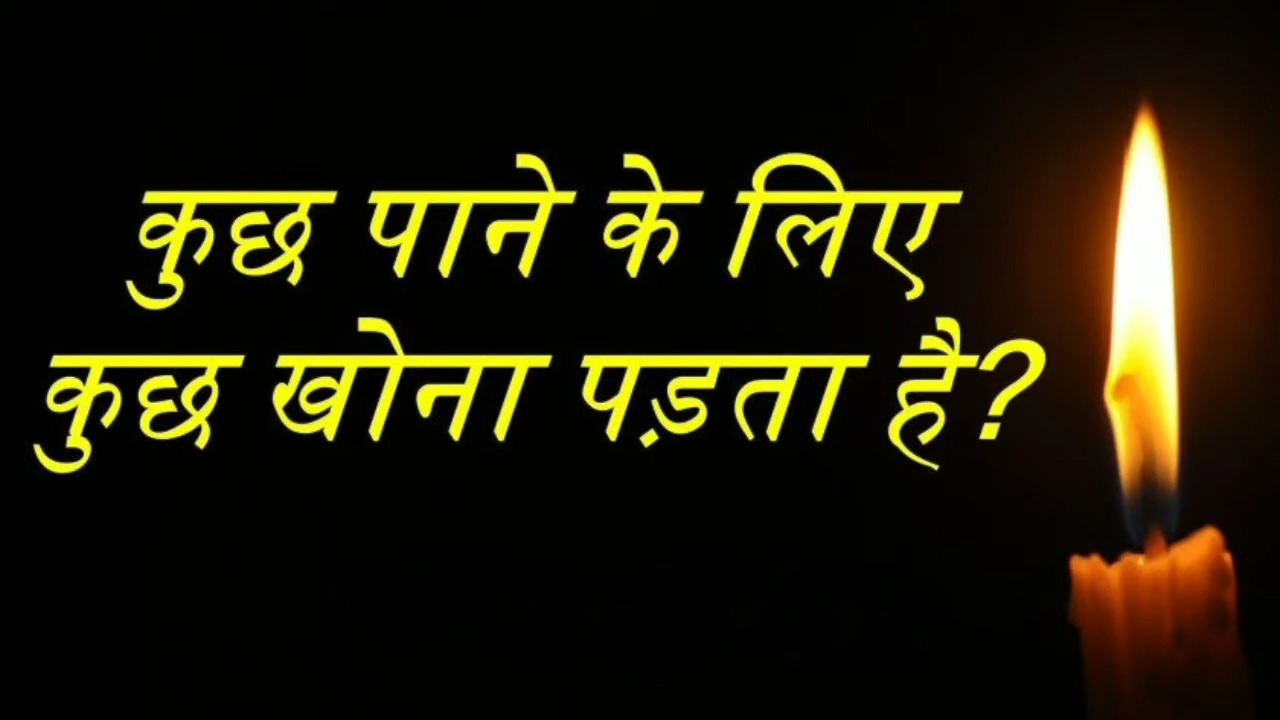 कुछ पाने के लिए
कुछ खोना पड़ता है?